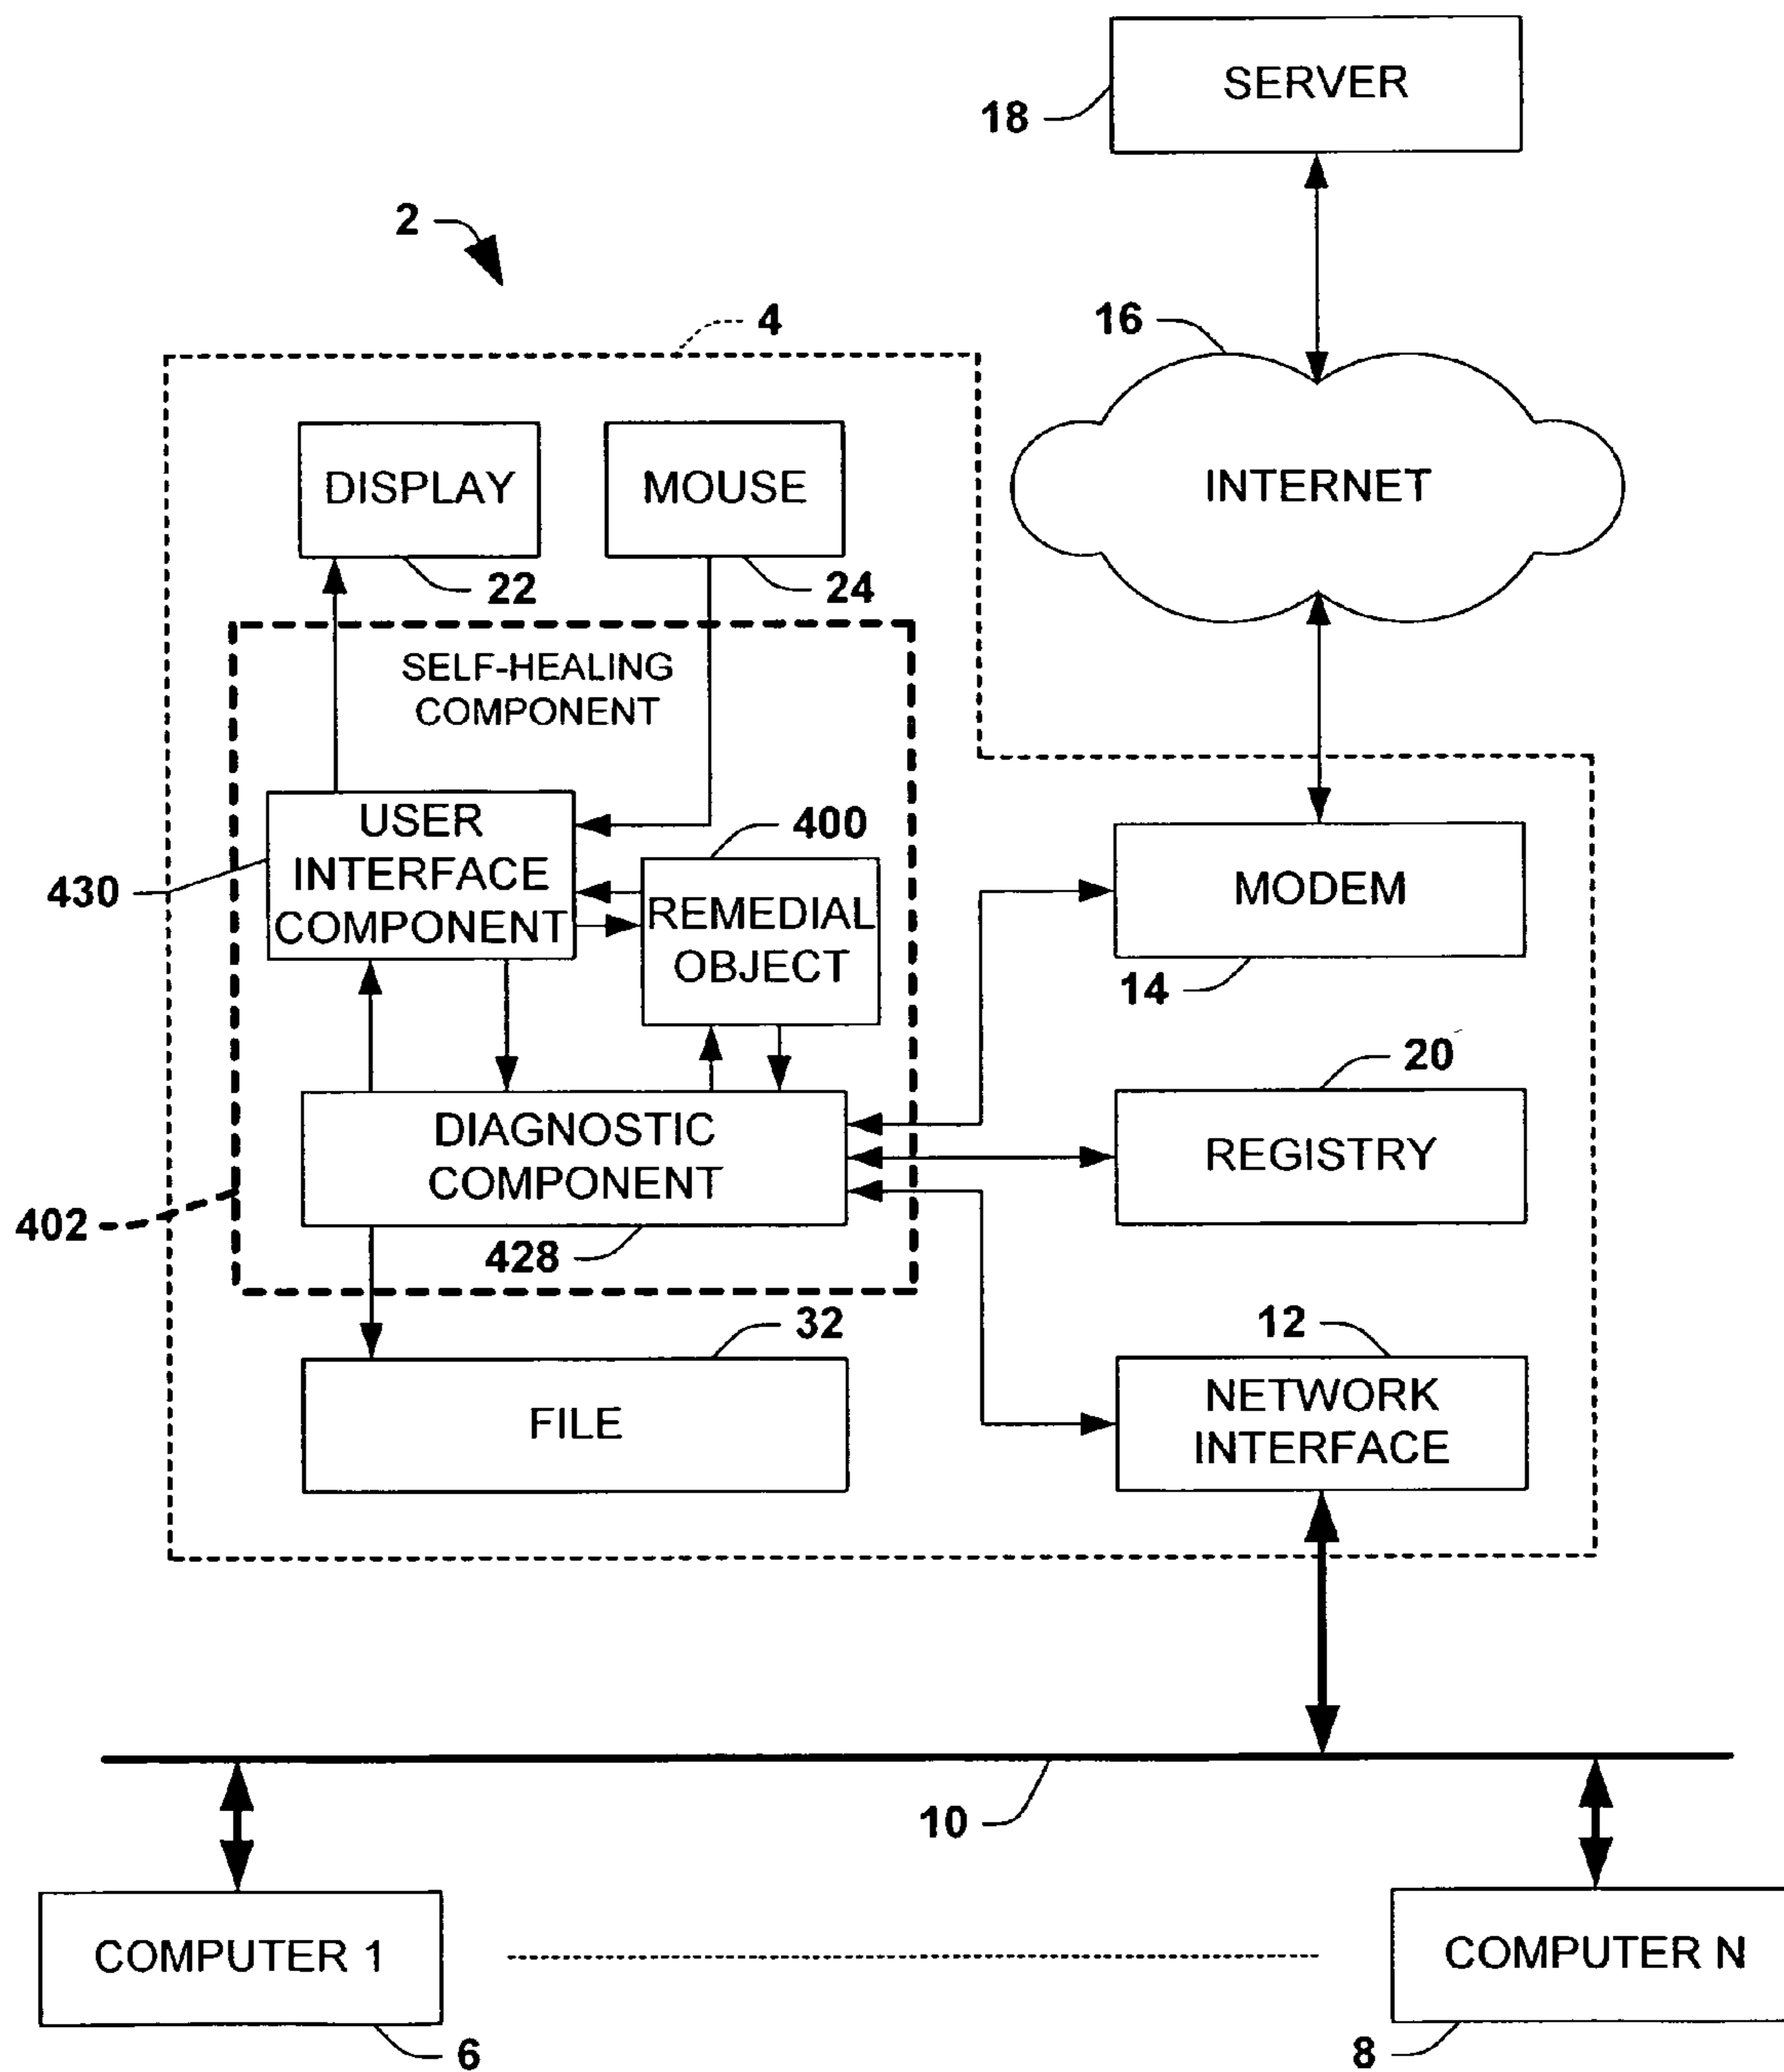 SERVER
18
2
16
4
INTERNET
DISPLAY
MOUSE
22
24
SELF-HEALING
COMPONENT
USER
INTERFACE
COMPONENT
430
400
REMEDIAL
OBJECT
MODEM
14
20
REGISTRY
DIAGNOSTIC
COMPONENT
402
428
32
12
FILE
NETWORK
INTERFACE
10
COMPUTER 1
COMPUTER N
6
8